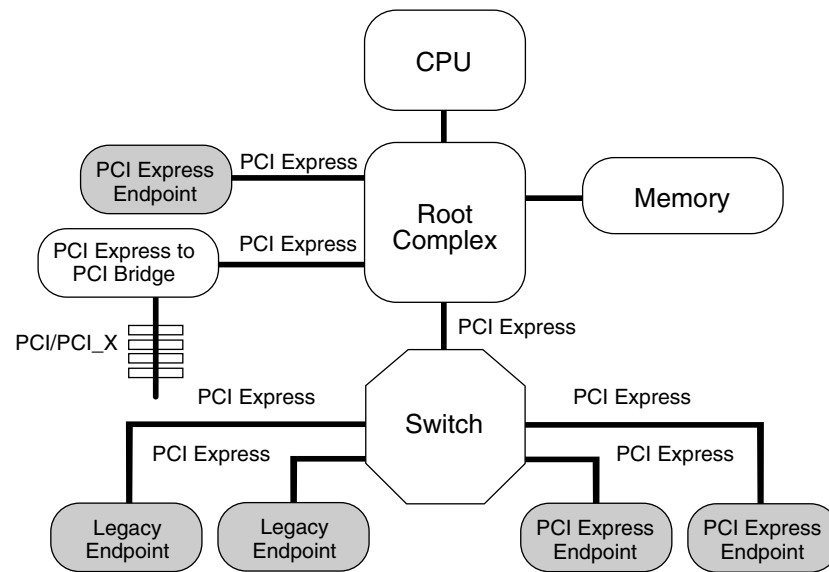 CPU
PCI Express
Endpoint
PCI Express
Root
Complex
Memory
PCI Express to
PCI Bridge
PCI Express
PCI/PCI_X
PCI Express
Switch
PCI Express
PCI Express
PCI Express
PCI Express
Legacy
Endpoint
Legacy
Endpoint
PCI Express
Endpoint
PCI Express
Endpoint